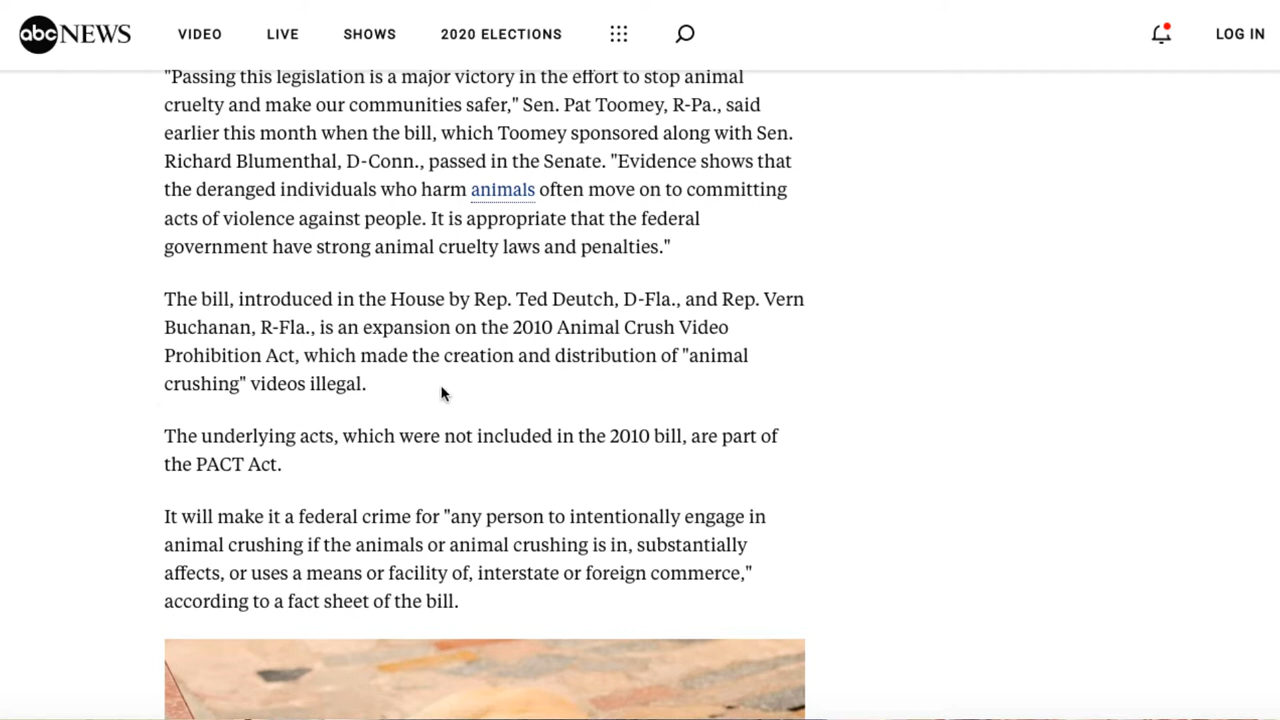 abc NEWS VIDEO LIVE SHOWS 2020 ELECTIONS LOG IN
"Passing this legislation is a major victory in the effort to stop animal
cruelty and make our communities safer," Sen. Pat Toomey, R-Pa., said
earlier this month when the bill, which Toomey sponsored along with Sen.
Richard Blumenthal, D-Conn., passed in the Senate. "Evidence shows that
the deranged individuals who harm animals often move on to committing
acts of violence against people. It is appropriate that the federal
government have strong animal cruelty laws and penalties."
The bill, introduced in the House by Rep. Ted Deutch, D-Fla., and Rep. Vern
Buchanan, R-Fla., is an expansion on the 2010 Animal Crush Video
Prohibition Act, which made the creation and distribution of "animal
crushing" videos illegal.
The underlying acts, which were not included in the 2010 bill, are part of
the PACT Act.
It will make it a federal crime for "any person to intentionally engage in
animal crushing if the animals or animal crushing is in, substantially
affects, or uses a means or facility of, interstate or foreign commerce,"
according to a fact sheet of the bill.